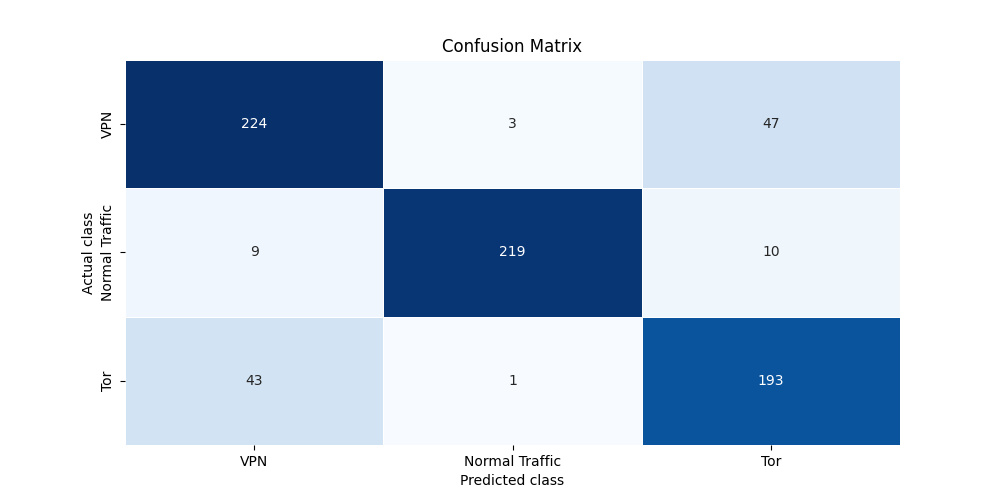 Confusion Matrix
Actual class
VPN
224
3
47
Normal Traffic
9
219
10
Tor
43
1
193
VPN
Normal Traffic
Tor
Predicted class